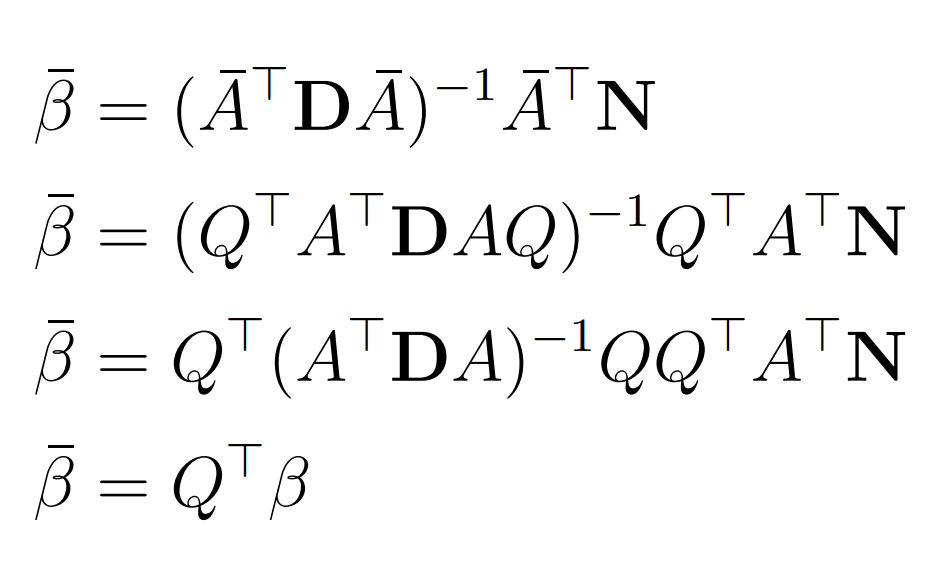 β̄ = (Ā⊤𝐃Ā)⁻¹Ā⊤𝐍
β̄ = (Q⊤A⊤𝐃AQ)⁻¹Q⊤A⊤𝐍
β̄ = Q⊤(A⊤𝐃A)⁻¹QQ⊤A⊤𝐍
β̄ = Q⊤β